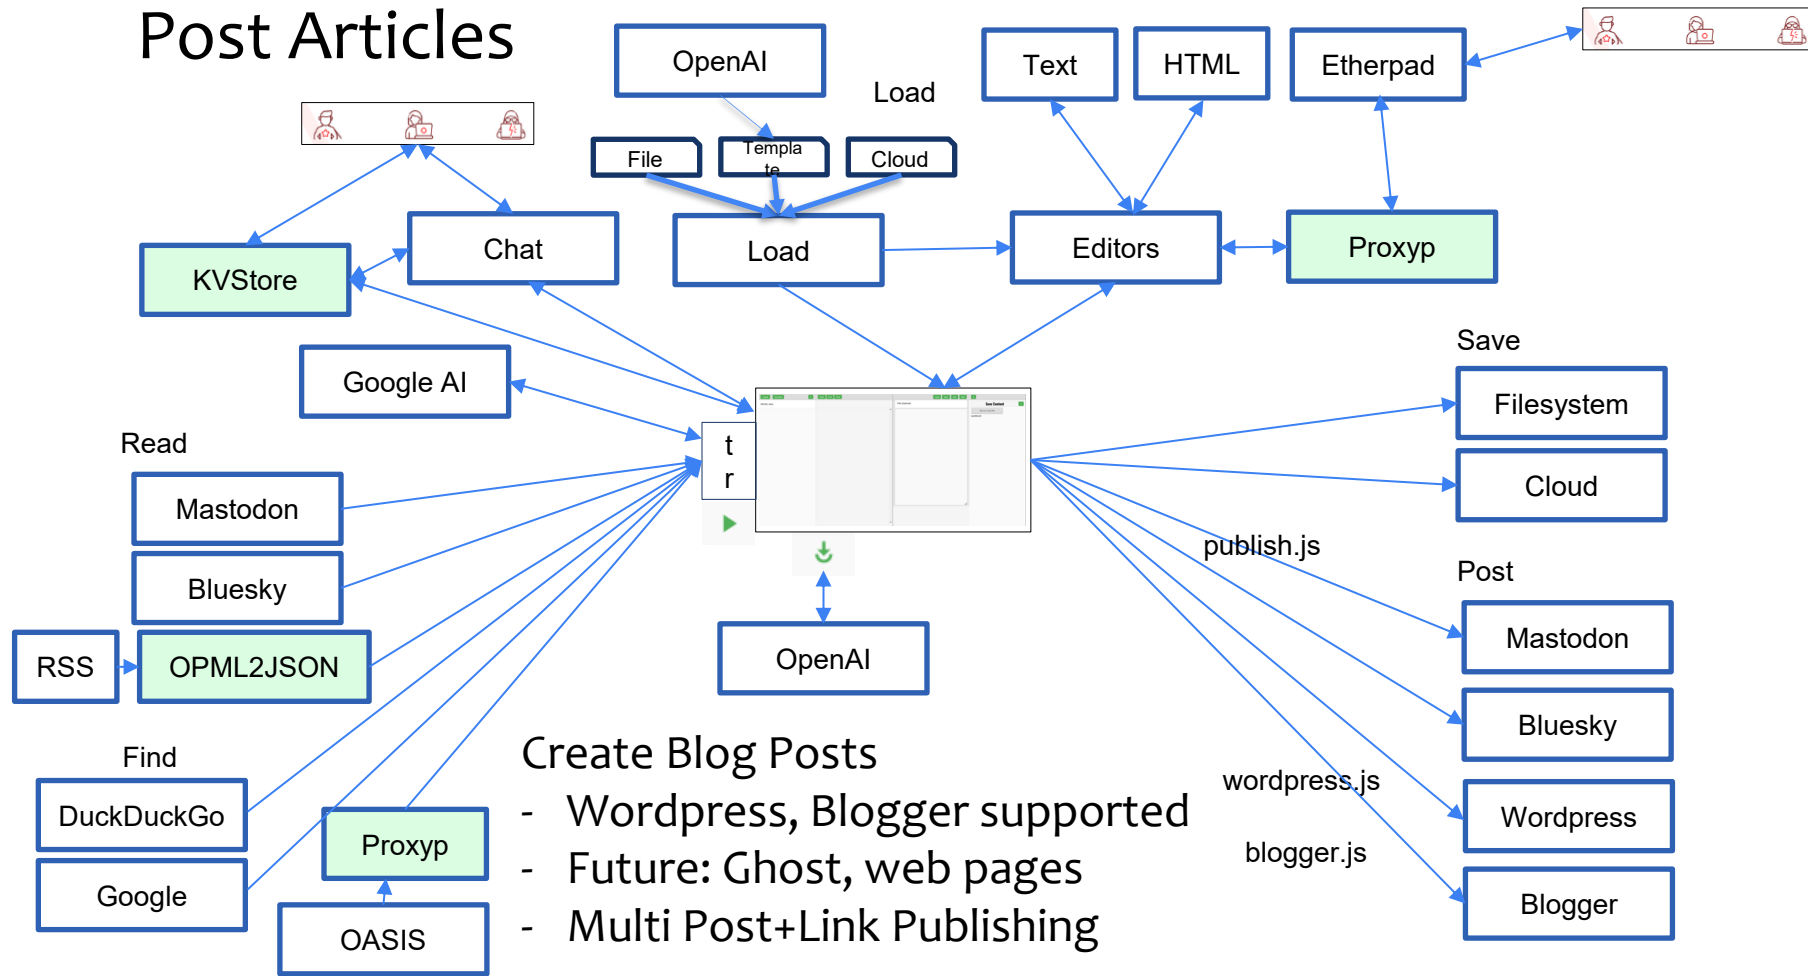 Post Articles
OpenAI
Load
Text
HTML
Etherpad
File
Templa
te
Cloud
KVStore
Chat
Load
Editors
Proxyp
Google AI
Save
Filesystem
Cloud
Read
Mastodon
Bluesky
RSS
OPML2JSON
t
r
OpenAI
publish.js
Post
Mastodon
Bluesky
wordpress.js
Wordpress
blogger.js
Blogger
Find
DuckDuckGo
Google
Proxyp
OASIS
Create Blog Posts
- Wordpress, Blogger supported
- Future: Ghost, web pages
- Multi Post+Link Publishing